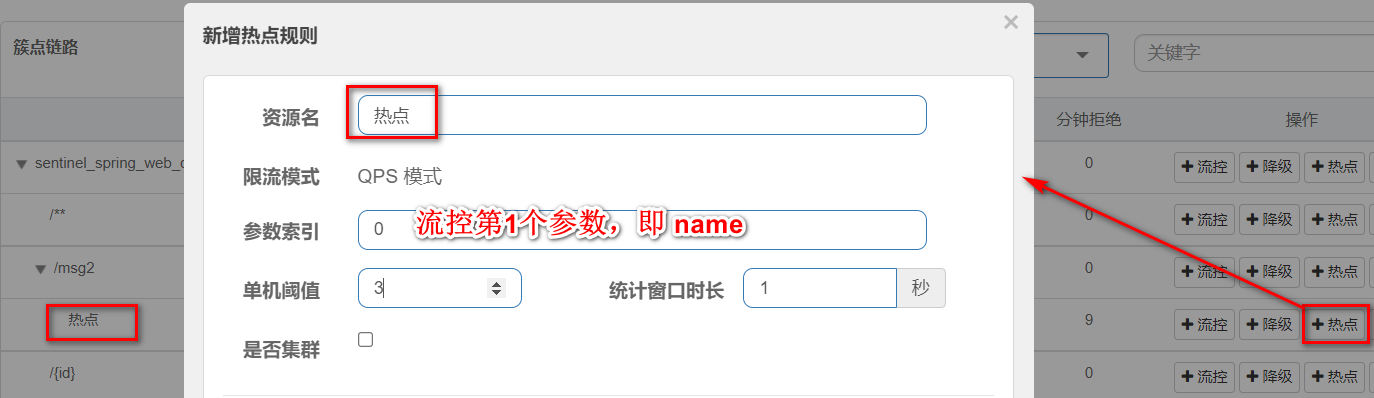 新增热点规则
×
簇点链路
关键字
资源名 热点
分钟拒绝 操作
限流模式 QPS 模式
sentinel_spring_web_
0 流控 降级 热点
参数索引 0 流控第1个参数，即 name
/** 0 流控 降级 热点
/msg2 0 流控 降级 热点
单机阈值 3 统计窗口时长 1 秒
热点 9 流控 降级 热点
是否集群
/{id} 0 流控 降级 热点